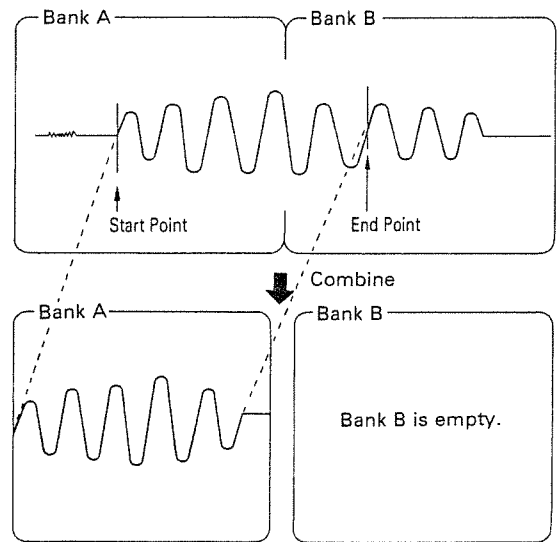 Bank A
Bank B
Start Point
End Point
Combine
Bank A
Bank B
Bank B is empty.